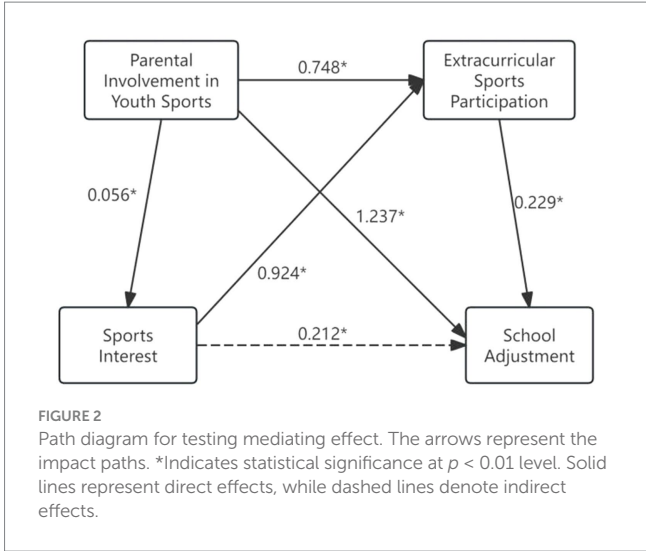 Parental
Involvement in
Youth Sports
0.748*
Extracurricular
Sports
Participation
0.056*
1.237*
0.229*
0.924*
Sports
Interest
0.212*
School
Adjustment
FIGURE 2
Path diagram for testing mediating effect. The arrows represent the
impact paths. *Indicates statistical significance at p < 0.01 level. Solid
lines represent direct effects, while dashed lines denote indirect
effects.